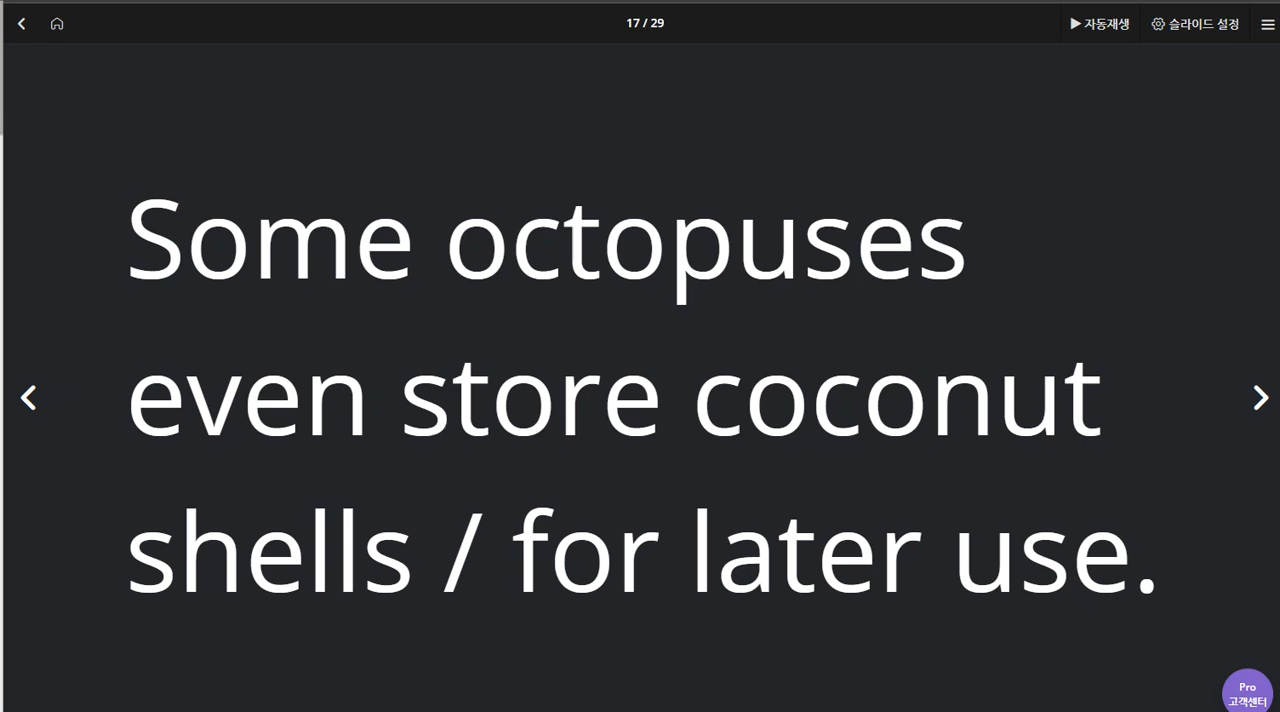 17 / 29
자동재생
슬라이드 설정
Some octopuses
even store coconut
shells / for later use.
Pro
고객센터